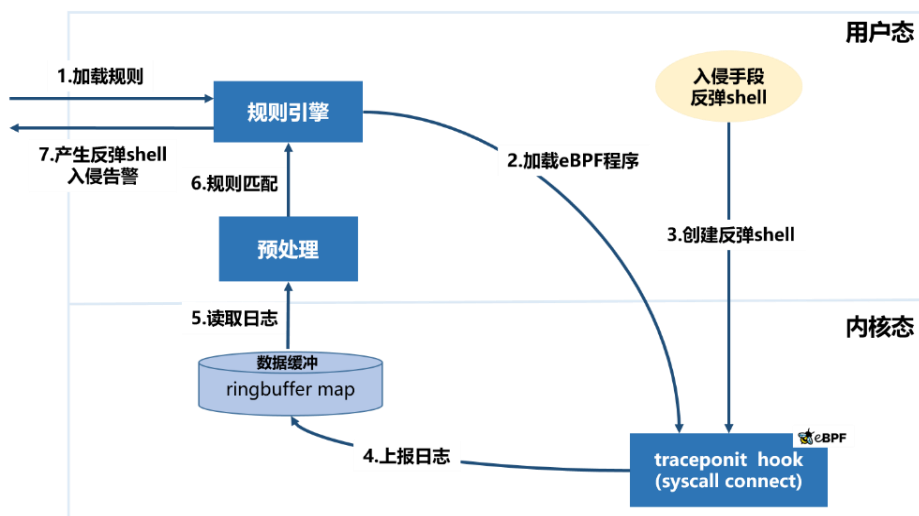 用户态
1.加载规则
规则引擎
入侵手段
反弹shell
7.产生反弹shell
入侵告警
2.加载eBPF程序
6.规则匹配
3.创建反弹shell
预处理
5.读取日志
内核态
数据缓冲
ringbuffer map
eBPF
4.上报日志
traceponit hook
(syscall connect)